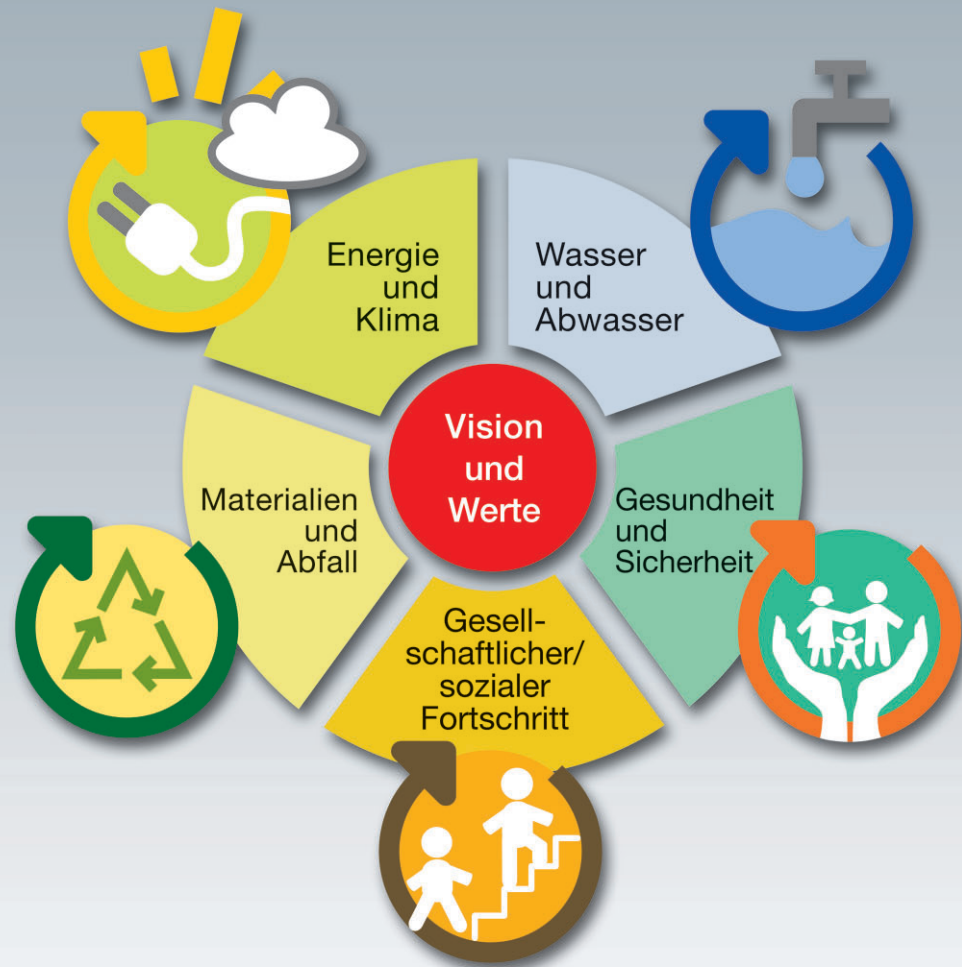 Energie
und
Klima
Wasser
und
Abwasser
Vision
und
Werte
Materialien
und
Abfall
Gesundheit
und
Sicherheit
Gesell-
schaftlicher/
sozialer
Fortschritt